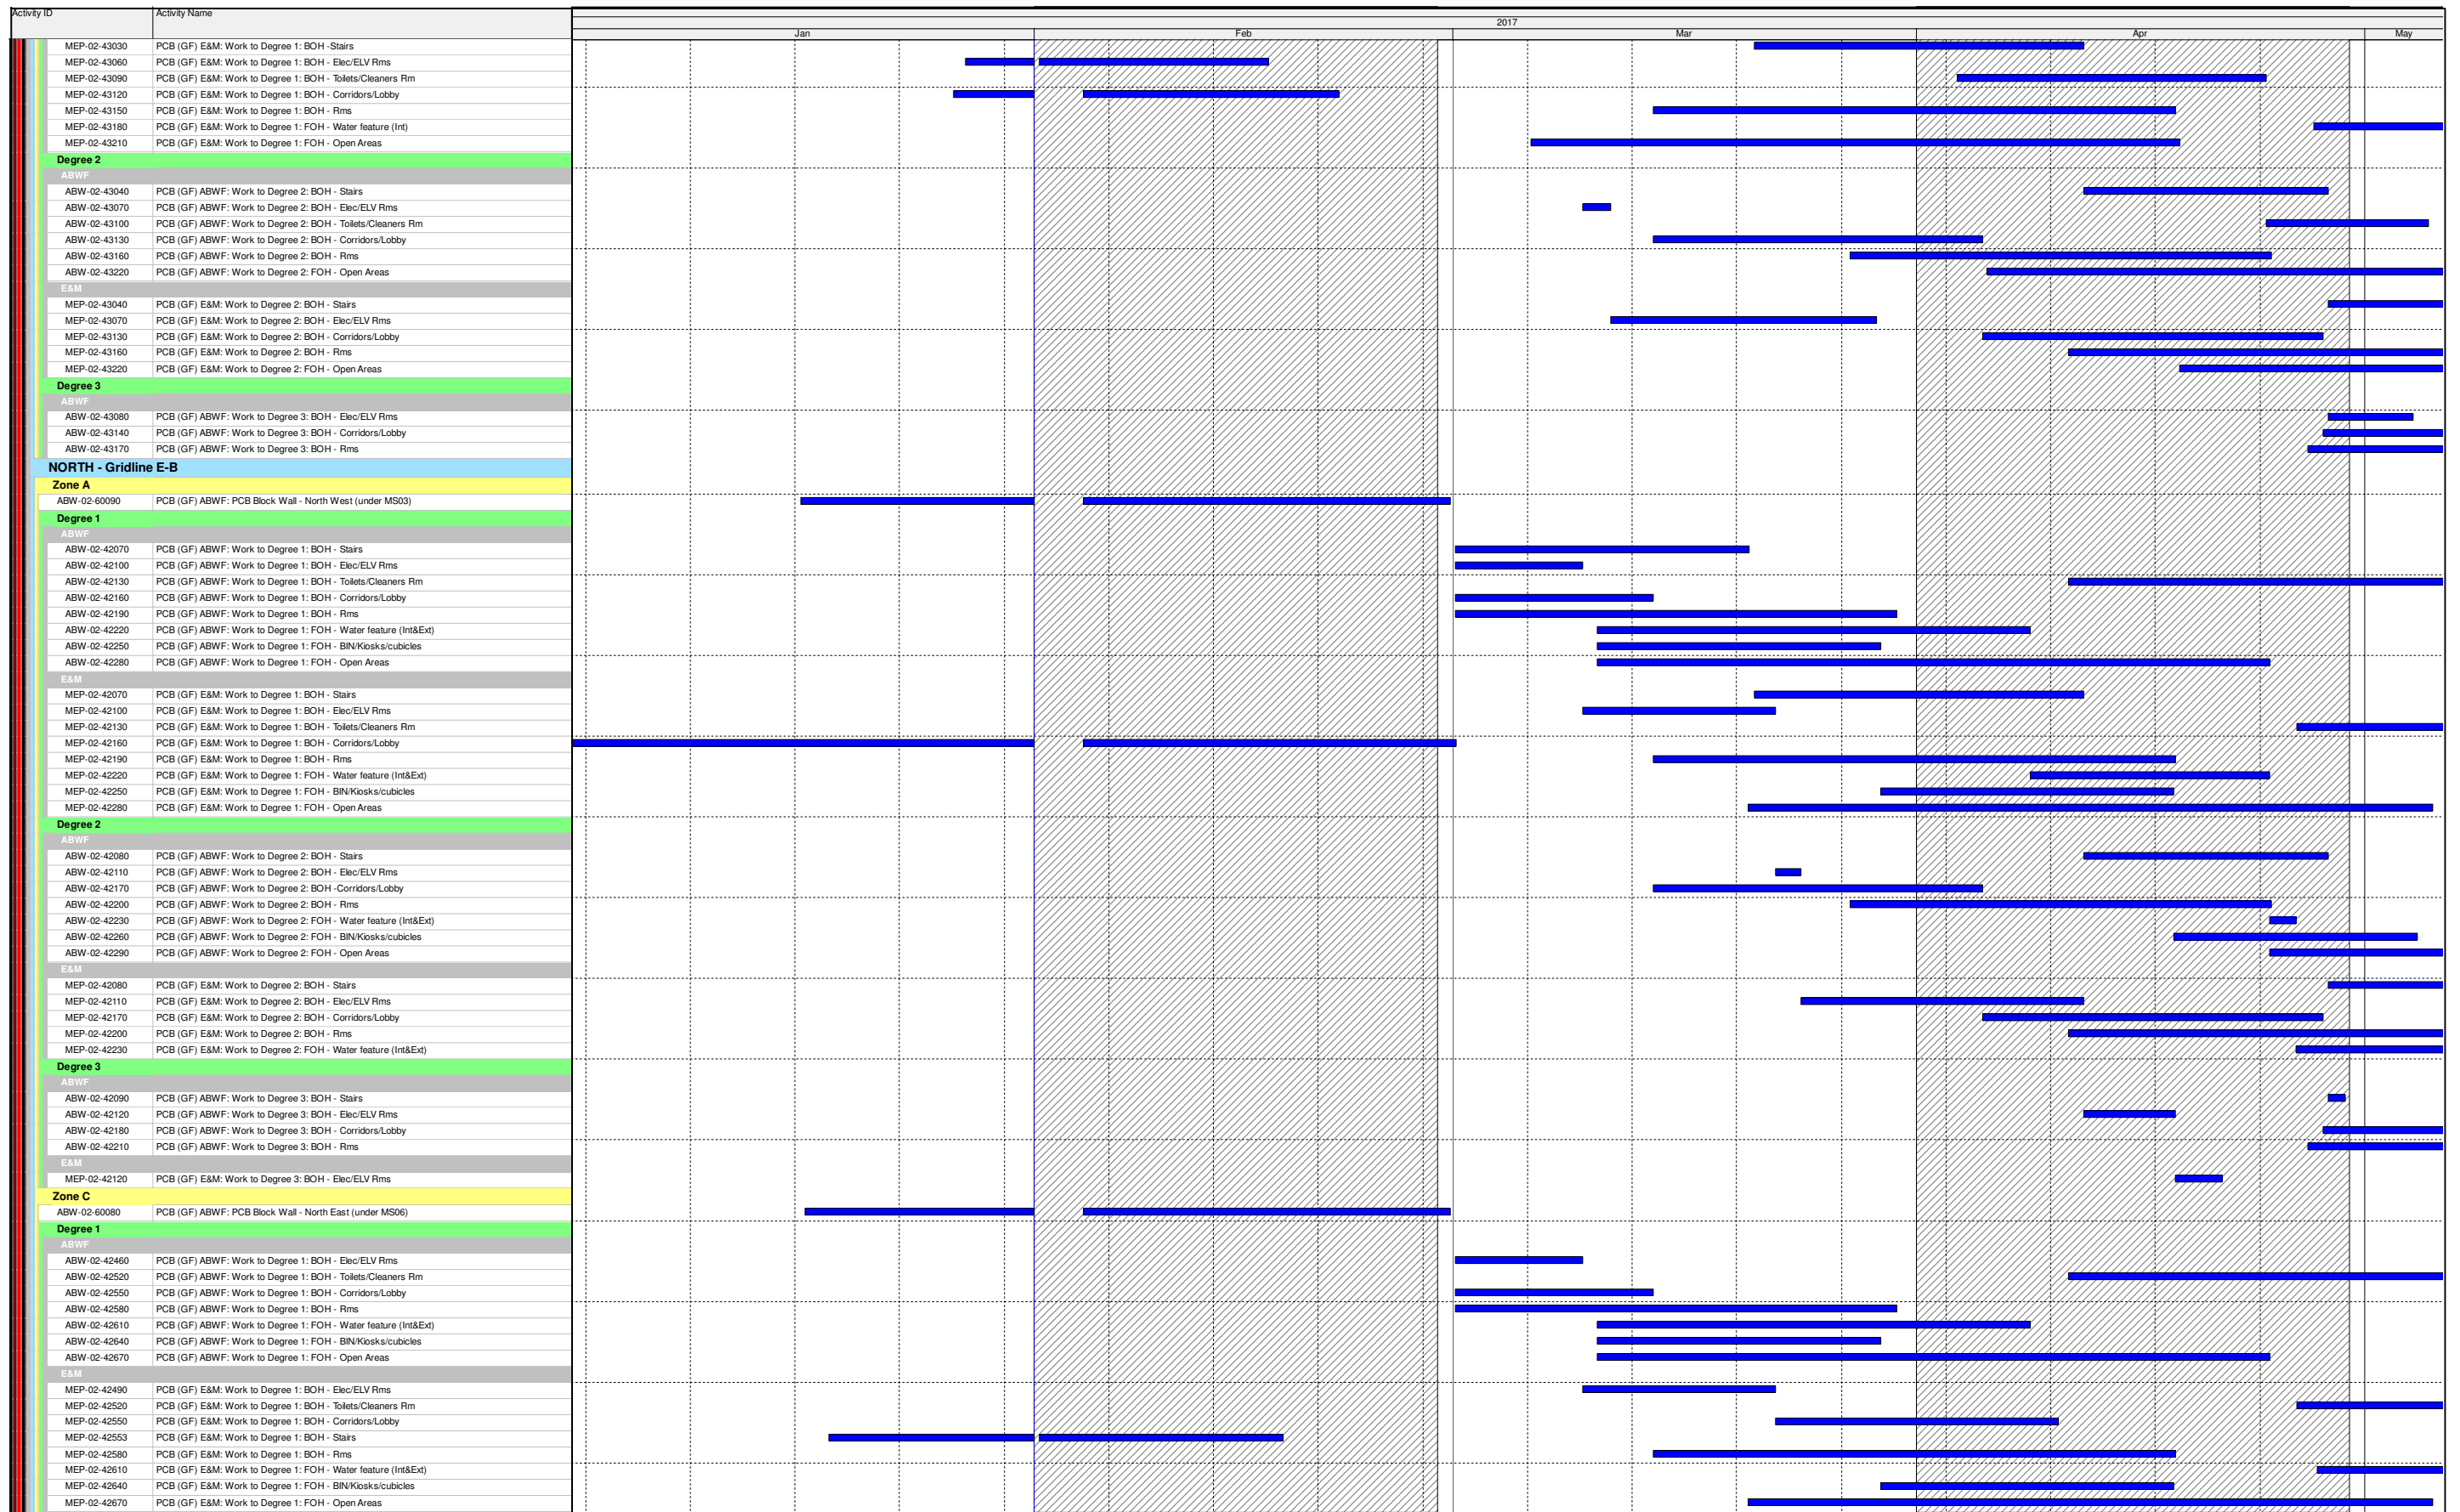 Activity ID Activity Name
2017
Jan Feb Mar Apr May
MEP-02-43030 PCB (GF) E&M: Work to Degree 1: BOH -Stairs
MEP-02-43060 PCB (GF) E&M: Work to Degree 1: BOH - Elec/ELV Rms
MEP-02-43090 PCB (GF) E&M: Work to Degree 1: BOH - Toilets/Cleaners Rm
MEP-02-43120 PCB (GF) E&M: Work to Degree 1: BOH - Corridors/Lobby
MEP-02-43150 PCB (GF) E&M: Work to Degree 1: BOH - Rms
MEP-02-43180 PCB (GF) E&M: Work to Degree 1: FOH - Water feature (Int)
MEP-02-43210 PCB (GF) E&M: Work to Degree 1: FOH - Open Areas
Degree 2
ABWF
ABW-02-43040 PCB (GF) ABWF: Work to Degree 2: BOH - Stairs
ABW-02-43070 PCB (GF) ABWF: Work to Degree 2: BOH - Elec/ELV Rms
ABW-02-43100 PCB (GF) ABWF: Work to Degree 2: BOH - Toilets/Cleaners Rm
ABW-02-43130 PCB (GF) ABWF: Work to Degree 2: BOH - Corridors/Lobby
ABW-02-43160 PCB (GF) ABWF: Work to Degree 2: BOH - Rms
ABW-02-43220 PCB (GF) ABWF: Work to Degree 2: FOH - Open Areas
E&M
MEP-02-43040 PCB (GF) E&M: Work to Degree 2: BOH - Stairs
MEP-02-43070 PCB (GF) E&M: Work to Degree 2: BOH - Elec/ELV Rms
MEP-02-43130 PCB (GF) E&M: Work to Degree 2: BOH - Corridors/Lobby
MEP-02-43160 PCB (GF) E&M: Work to Degree 2: BOH - Rms
MEP-02-43220 PCB (GF) E&M: Work to Degree 2: FOH - Open Areas
Degree 3
ABWF
ABW-02-43080 PCB (GF) ABWF: Work to Degree 3: BOH - Elec/ELV Rms
ABW-02-43140 PCB (GF) ABWF: Work to Degree 3: BOH - Corridors/Lobby
ABW-02-43170 PCB (GF) ABWF: Work to Degree 3: BOH - Rms
NORTH - Gridline E-B
Zone A
ABW-02-60090 PCB (GF) ABWF: PCB Block Wall - North West (under MS03)
Degree 1
ABWF
ABW-02-42070 PCB (GF) ABWF: Work to Degree 1: BOH - Stairs
ABW-02-42100 PCB (GF) ABWF: Work to Degree 1: BOH - Elec/ELV Rms
ABW-02-42130 PCB (GF) ABWF: Work to Degree 1: BOH - Toilets/Cleaners Rm
ABW-02-42160 PCB (GF) ABWF: Work to Degree 1: BOH - Corridors/Lobby
ABW-02-42190 PCB (GF) ABWF: Work to Degree 1: BOH - Rms
ABW-02-42220 PCB (GF) ABWF: Work to Degree 1: FOH - Water feature (Int&Ext)
ABW-02-42250 PCB (GF) ABWF: Work to Degree 1: FOH - BIN/Kiosks/cubicles
ABW-02-42280 PCB (GF) ABWF: Work to Degree 1: FOH - Open Areas
E&M
MEP-02-42070 PCB (GF) E&M: Work to Degree 1: BOH - Stairs
MEP-02-42100 PCB (GF) E&M: Work to Degree 1: BOH - Elec/ELV Rms
MEP-02-42130 PCB (GF) E&M: Work to Degree 1: BOH - Toilets/Cleaners Rm
MEP-02-42160 PCB (GF) E&M: Work to Degree 1: BOH - Corridors/Lobby
MEP-02-42190 PCB (GF) E&M: Work to Degree 1: BOH - Rms
MEP-02-42220 PCB (GF) E&M: Work to Degree 1: FOH - Water feature (Int&Ext)
MEP-02-42250 PCB (GF) E&M: Work to Degree 1: FOH - BIN/Kiosks/cubicles
MEP-02-42280 PCB (GF) E&M: Work to Degree 1: FOH - Open Areas
Degree 2
ABWF
ABW-02-42080 PCB (GF) ABWF: Work to Degree 2: BOH - Stairs
ABW-02-42110 PCB (GF) ABWF: Work to Degree 2: BOH - Elec/ELV Rms
ABW-02-42170 PCB (GF) ABWF: Work to Degree 2: BOH -Corridors/Lobby
ABW-02-42200 PCB (GF) ABWF: Work to Degree 2: BOH - Rms
ABW-02-42230 PCB (GF) ABWF: Work to Degree 2: FOH - Water feature (Int&Ext)
ABW-02-42260 PCB (GF) ABWF: Work to Degree 2: FOH - BIN/Kiosks/cubicles
ABW-02-42290 PCB (GF) ABWF: Work to Degree 2: FOH - Open Areas
E&M
MEP-02-42080 PCB (GF) E&M: Work to Degree 2: BOH - Stairs
MEP-02-42110 PCB (GF) E&M: Work to Degree 2: BOH - Elec/ELV Rms
MEP-02-42170 PCB (GF) E&M: Work to Degree 2: BOH - Corridors/Lobby
MEP-02-42200 PCB (GF) E&M: Work to Degree 2: BOH - Rms
MEP-02-42230 PCB (GF) E&M: Work to Degree 2: FOH - Water feature (Int&Ext)
Degree 3
ABWF
ABW-02-42090 PCB (GF) ABWF: Work to Degree 3: BOH - Stairs
ABW-02-42120 PCB (GF) ABWF: Work to Degree 3: BOH - Elec/ELV Rms
ABW-02-42180 PCB (GF) ABWF: Work to Degree 3: BOH - Corridors/Lobby
ABW-02-42210 PCB (GF) ABWF: Work to Degree 3: BOH - Rms
E&M
MEP-02-42120 PCB (GF) E&M: Work to Degree 3: BOH - Elec/ELV Rms
Zone C
ABW-02-60080 PCB (GF) ABWF: PCB Block Wall - North East (under MS06)
Degree 1
ABWF
ABW-02-42460 PCB (GF) ABWF: Work to Degree 1: BOH - Elec/ELV Rms
ABW-02-42520 PCB (GF) ABWF: Work to Degree 1: BOH - Toilets/Cleaners Rm
ABW-02-42550 PCB (GF) ABWF: Work to Degree 1: BOH - Corridors/Lobby
ABW-02-42580 PCB (GF) ABWF: Work to Degree 1: BOH - Rms
ABW-02-42610 PCB (GF) ABWF: Work to Degree 1: FOH - Water feature (Int&Ext)
ABW-02-42640 PCB (GF) ABWF: Work to Degree 1: FOH - BIN/Kiosks/cubicles
ABW-02-42670 PCB (GF) ABWF: Work to Degree 1: FOH - Open Areas
E&M
MEP-02-42490 PCB (GF) E&M: Work to Degree 1: BOH - Elec/ELV Rms
MEP-02-42520 PCB (GF) E&M: Work to Degree 1: BOH - Toilets/Cleaners Rm
MEP-02-42550 PCB (GF) E&M: Work to Degree 1: BOH - Corridors/Lobby
MEP-02-42553 PCB (GF) E&M: Work to Degree 1: BOH - Stairs
MEP-02-42580 PCB (GF) E&M: Work to Degree 1: BOH - Rms
MEP-02-42610 PCB (GF) E&M: Work to Degree 1: FOH - Water feature (Int&Ext)
MEP-02-42640 PCB (GF) E&M: Work to Degree 1: FOH - BIN/Kiosks/cubicles
MEP-02-42670 PCB (GF) E&M: Work to Degree 1: FOH - Open Areas